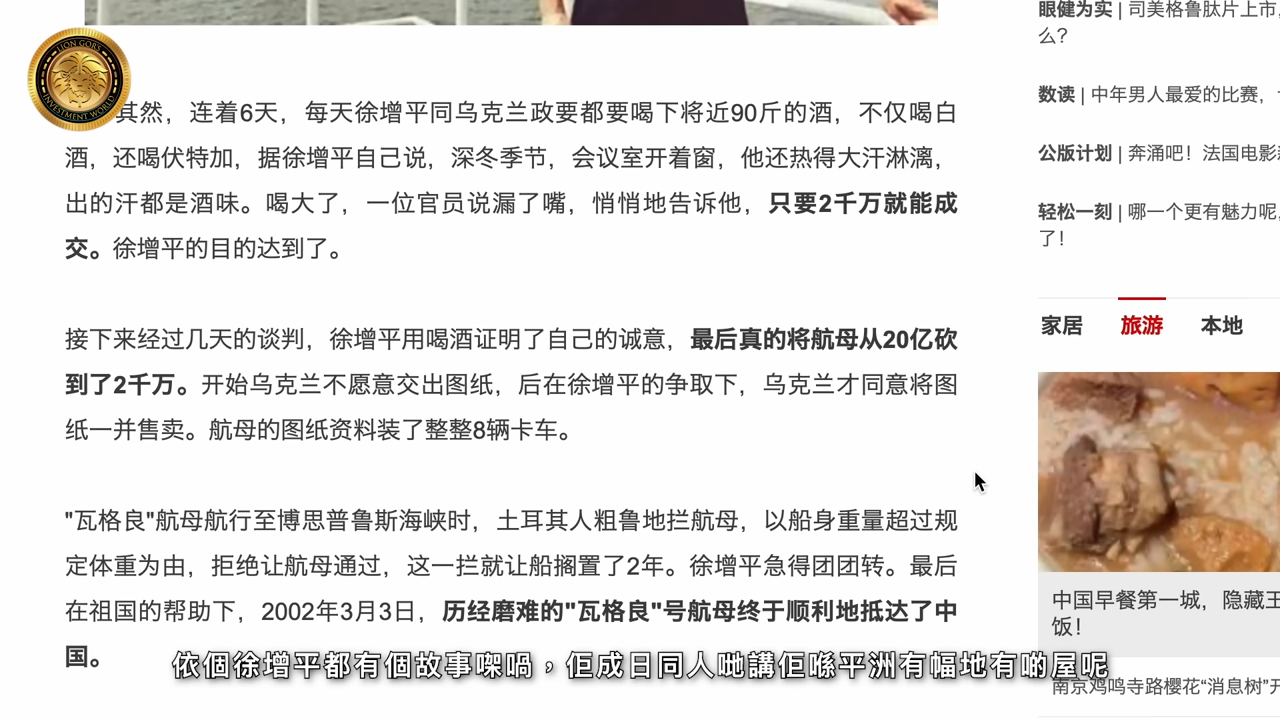 LION GOR'S
INVESTMENT WORLD
其然，连着6天，每天徐增平同乌克兰政要都要喝下将近90斤的酒，不仅喝白
酒，还喝伏特加，据徐增平自己说，深冬季节，会议室开着窗，他还热得大汗淋漓，
出的汗都是酒味。喝大了，一位官员说漏了嘴，悄悄地告诉他，只要2千万就能成
交。徐增平的目的达到了。
接下来经过几天的谈判，徐增平用喝酒证明了自己的诚意，最后真的将航母从20亿砍
到了2千万。开始乌克兰不愿意交出图纸，后在徐增平的争取下，乌克兰才同意将图
纸一并售卖。航母的图纸资料装了整整8辆卡车。
"瓦格良"航母航行至博思普鲁斯海峡时，土耳其人粗鲁地拦航母，以船身重量超过规
定体重为由，拒绝让航母通过，这一拦就让船搁置了2年。徐增平急得团团转。最后
在祖国的帮助下，2002年3月3日，历经磨难的"瓦格良"号航母终于顺利地抵达了中
国。
依個徐增平都有個故事㗎喎，佢成日同人哋講佢喺平洲有幅地有啲屋呢
眼健为实 | 司美格鲁肽片上市，
么？
数读 | 中年男人最爱的比赛，
公版计划 | 奔涌吧！法国电影
轻松一刻 | 哪一个更有魅力呢，
了！
家居 旅游 本地
中国早餐第一城，隐藏王
饭！
南京鸡鸣寺路樱花“消息树”开